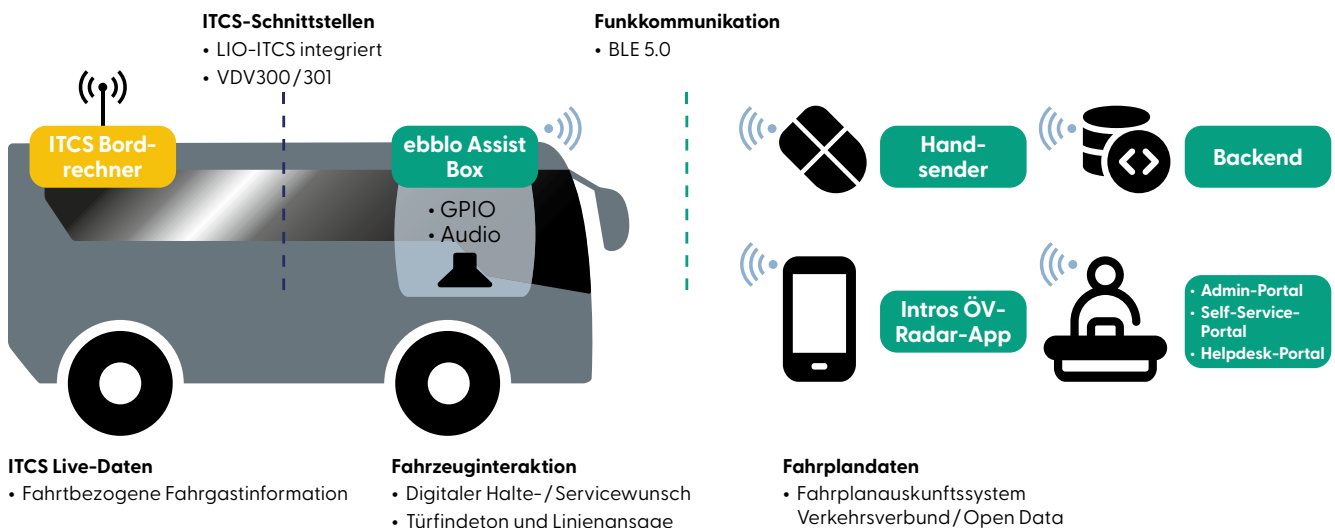 ITCS-Schnittstellen
• LIO-ITCS integriert
• VDV300/301
Funkkommunikation
• BLE 5.0
ITCS Bord-
rechner
ebblo Assist
Box
• GPIO
• Audio
Hand-
sender
Backend
Intros ÖV-
Radar-App
• Admin-Portal
• Self-Service-
Portal
• Helpdesk-Portal
ITCS Live-Daten
• Fahrtbezogene Fahrgastinformation
Fahrzeuginteraktion
• Digitaler Halte-/Servicewunsch
• Türfindeton und Linienansage
Fahrplandaten
• Fahrplanauskunftssystem
Verkehrsverbund/Open Data